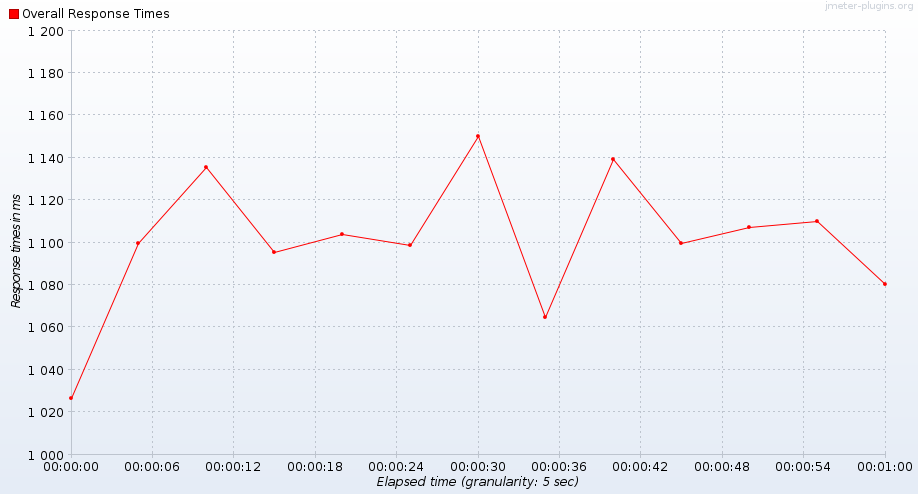 Overall Response Times
jmeter-plugins.org
1 200
1 180
1 160
1 140
1 120
1 100
1 080
1 060
1 040
1 020
1 000
Response times in ms
00:00:00 00:00:06 00:00:12 00:00:18 00:00:24 00:00:30 00:00:36 00:00:42 00:00:48 00:00:54 00:01:00
Elapsed time (granularity: 5 sec)